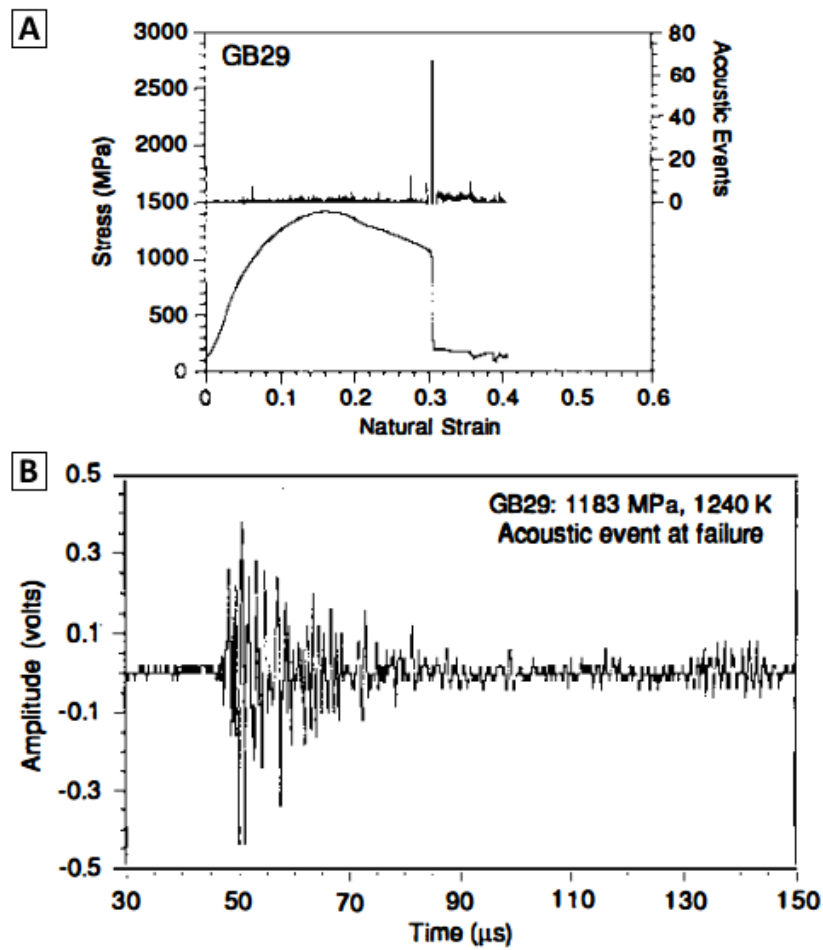 A
GB29
3000
2500
2000
1500
1000
500
0
Stress (MPa)
80
60
40
20
0
Acoustic Events
0 0.1 0.2 0.3 0.4 0.5 0.6
Natural Strain
B
GB29: 1183 MPa, 1240 K
Acoustic event at failure
0.5
0.3
0.1
-0.1
-0.3
-0.5
Amplitude (volts)
30 50 70 90 110 130 150
Time (μs)